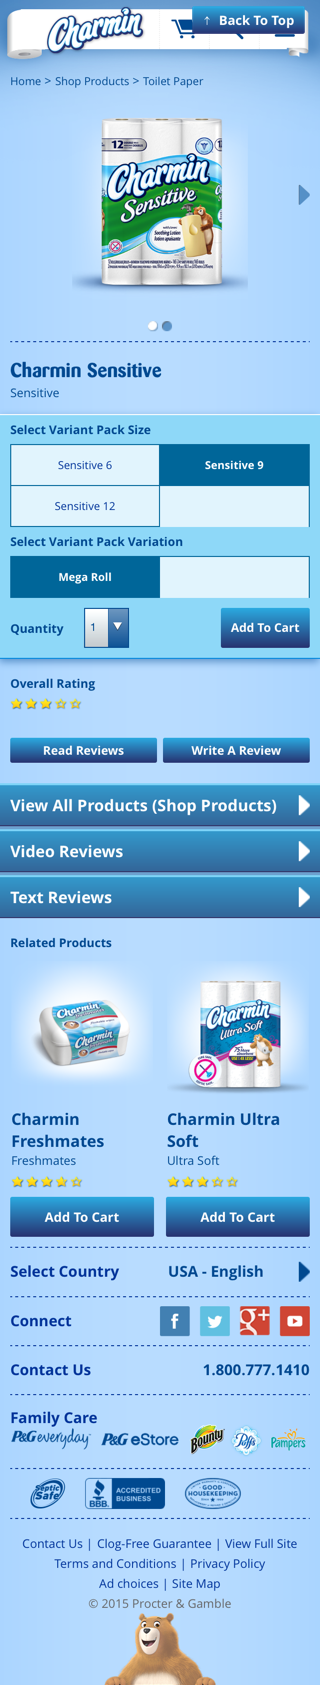 Charmin
↑ Back To Top
Home > Shop Products > Toilet Paper
12
Charmin
Sensitive
Soothing Lotion
Charmin Sensitive
Sensitive
Select Variant Pack Size
Sensitive 6
Sensitive 9
Sensitive 12
Select Variant Pack Variation
Mega Roll
Quantity
1
Add To Cart
Overall Rating
Read Reviews
Write A Review
View All Products (Shop Products)
Video Reviews
Text Reviews
Related Products
Charmin
Freshmates
Charmin
Ultra Soft
Charmin
Freshmates
Freshmates
Charmin Ultra
Soft
Ultra Soft
Add To Cart
Add To Cart
Select Country
USA - English
Connect
f
g+
Contact Us
1.800.777.1410
Family Care
P&G everyday
P&G eStore
Bounty
Puffs
Pampers
Septic
Safe
BBB.
ACCREDITED
BUSINESS
GOOD
HOUSEKEEPING
Contact Us | Clog-Free Guarantee | View Full Site
Terms and Conditions | Privacy Policy
Ad choices | Site Map
© 2015 Procter & Gamble